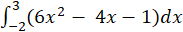 ∫₋₂³(6x² − 4x − 1)dx